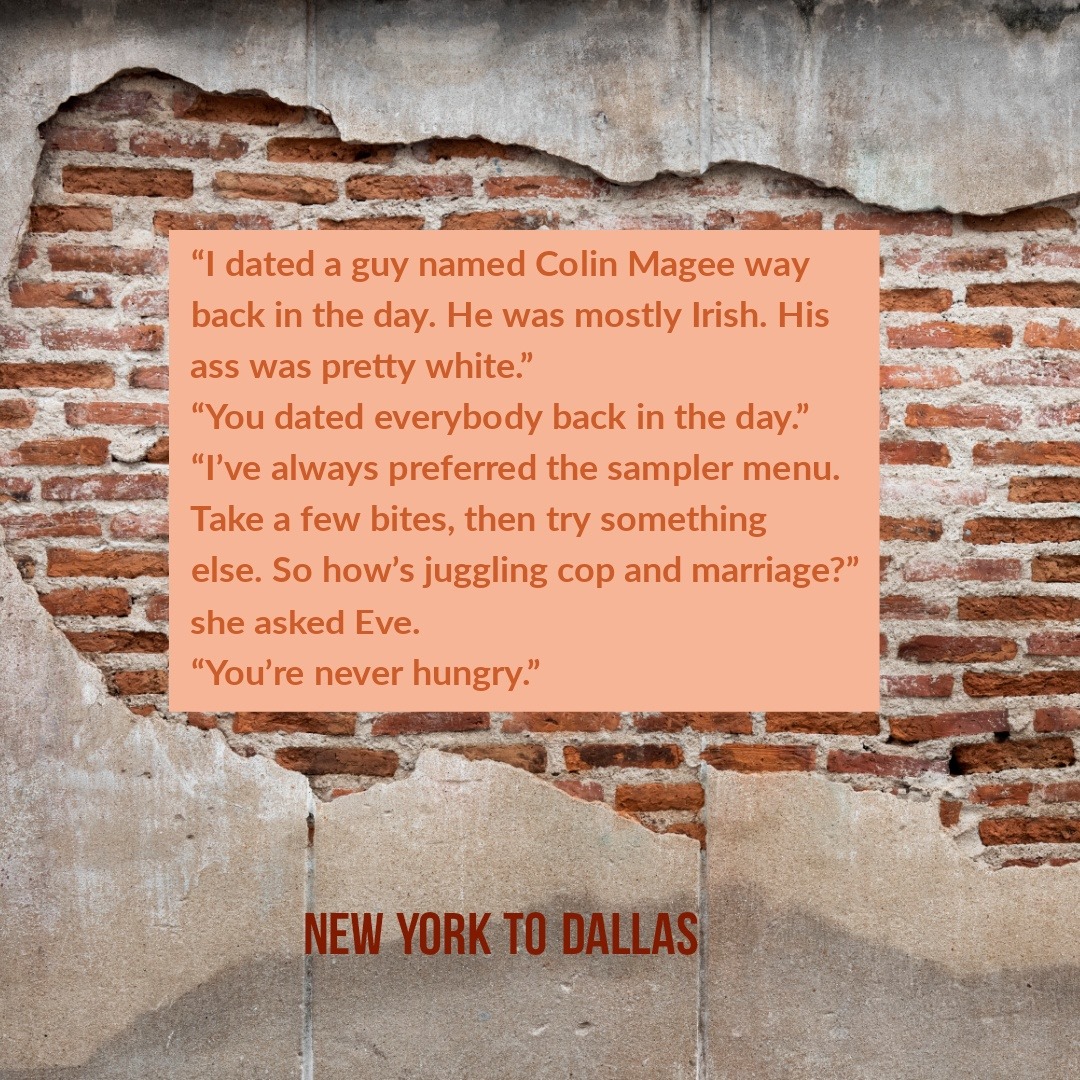 “I dated a guy named Colin Magee way
back in the day. He was mostly Irish. His
ass was pretty white.”
“You dated everybody back in the day.”
“I’ve always preferred the sampler menu.
Take a few bites, then try something
else. So how’s juggling cop and marriage?”
she asked Eve.
“You’re never hungry.”
NEW YORK TO DALLAS